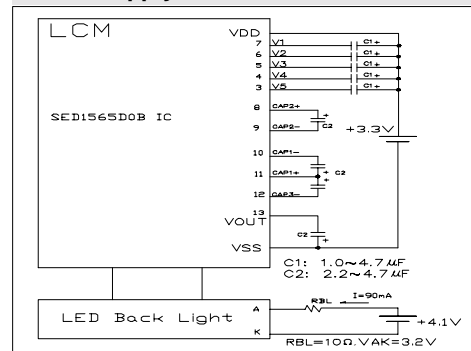 LCM
VDD
7 V1 C1+
6 V2 C1+
5 V3 C1+
4 V4 C1+
3 V5 C1+
SED1565D0B IC
8 CAP2+
+
C2
9 CAP2-
+3.3V
10 CAP1-
+
11 CAP1+ C2
+
12 CAP3-
13
VOUT
C2 +
VSS
C1: 1.0~4.7uF
C2: 2.2~4.7uF
LED Back Light
A RBL I=90mA
+4.1V
K
RBL=10Ω.VAK=3.2V